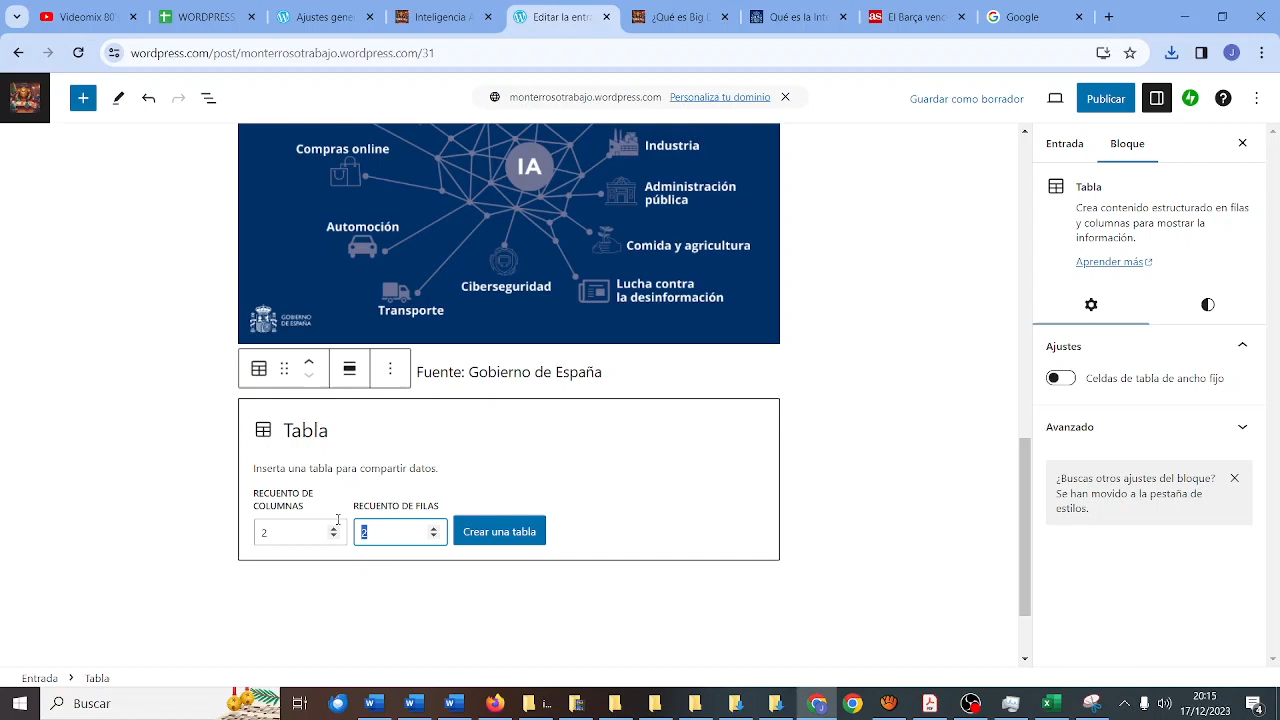 Videomix 80'
WORDPRESS
Ajustes gene
Inteligencia A
Editar la entra
¿Qué es Big D
Qué es la Inte
as
El Barça venc
Google
wordpress.com/post/monterrosotrabajo.wordpress.com/31
J
monterrosotrabajo.wordpress.com Personaliza tu dominio
Guardar como borrador
Publicar
Compras online
IA
Industria
Administración
pública
Automoción
Comida y agricultura
Ciberseguridad
Lucha contra
la desinformación
Transporte
GOBIERNO
DE ESPAÑA
Fuente: Gobierno de España
Tabla
Inserta una tabla para compartir datos.
RECUENTO DE
COLUMNAS
RECUENTO DE FILAS
2
2
Crear una tabla
Entrada
Bloque
Tabla
Crea contenido estructurado en filas
y columnas para mostrar la
información.
Aprender más
Ajustes
Celdas de tabla de ancho fijo
Avanzado
¿Buscas otros ajustes del bloque?
Se han movido a la pestaña de
estilos.
Entrada > Tabla
Buscar
20:15
17/12/2023